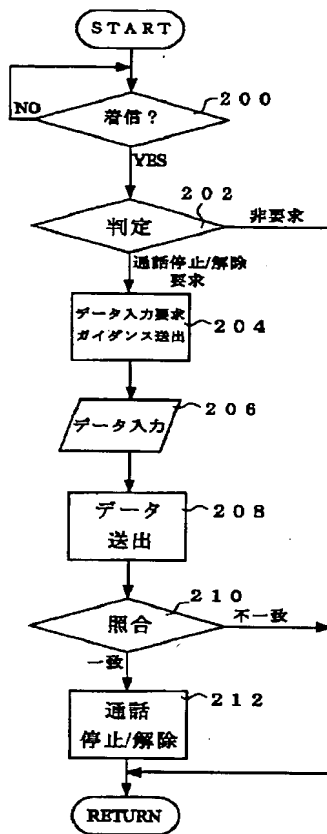 START
200
着信?
NO
YES
202
判定
非要求
通話停止/解除
要求
データ入力要求
ガイダンス送出
204
206
データ入力
208
データ
送出
210
照合
不一致
一致
212
通話
停止/解除
RETURN